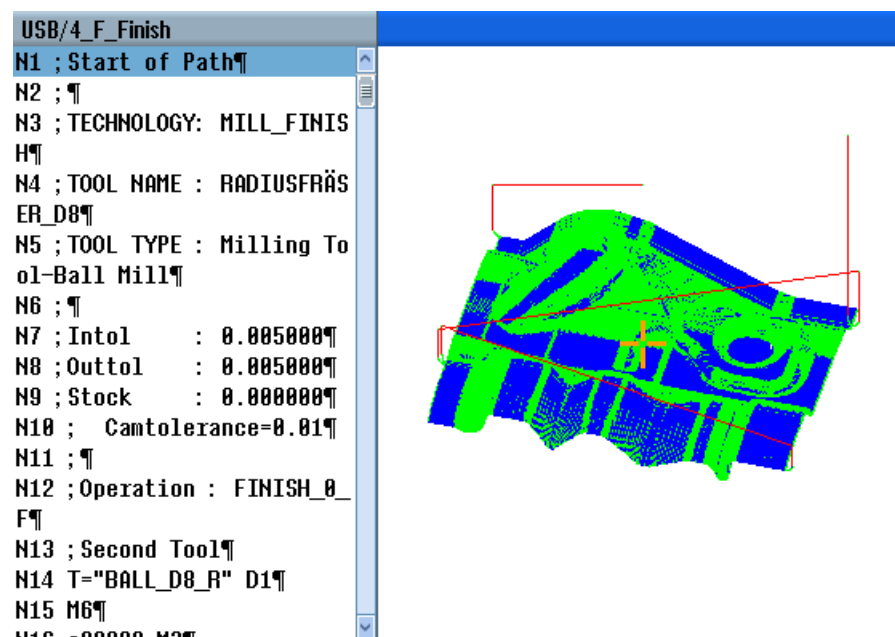 USB/4_F_Finish
N1 ;Start of Path¶
N2 ;¶
N3 ;TECHNOLOGY: MILL_FINIS
H¶
N4 ;TOOL NAME : RADIUSFRÄS
ER_D8¶
N5 ;TOOL TYPE : Milling To
ol-Ball Mill¶
N6 ;¶
N7 ;Intol : 0.005000¶
N8 ;Outtol : 0.005000¶
N9 ;Stock : 0.000000¶
N10 ; Camtolerance=0.01¶
N11 ;¶
N12 ;Operation : FINISH_0_
F¶
N13 ;Second Tool¶
N14 T="BALL_D8_R" D1¶
N15 M6¶